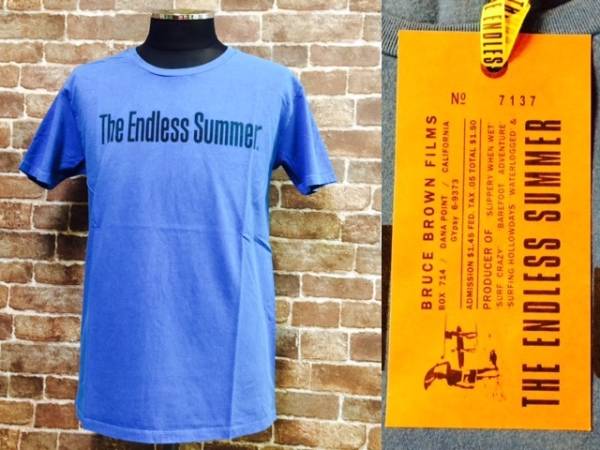 The Endless Summer.
THE ENDLESS
№ 7137
BRUCE BROWN FILMS
BOX 714 / DANA POINT / CALIFORNIA
GYpsy 6-9373
ADMISSION $1.45 FED. TAX .05 TOTAL $1.50
PRODUCER OF SLIPPERY WHEN WET
SURF CRAZY BAREFOOT ADVENTURE
SURFING HOLLOWDAYS WATERLOGGED &
THE ENDLESS SUMMER